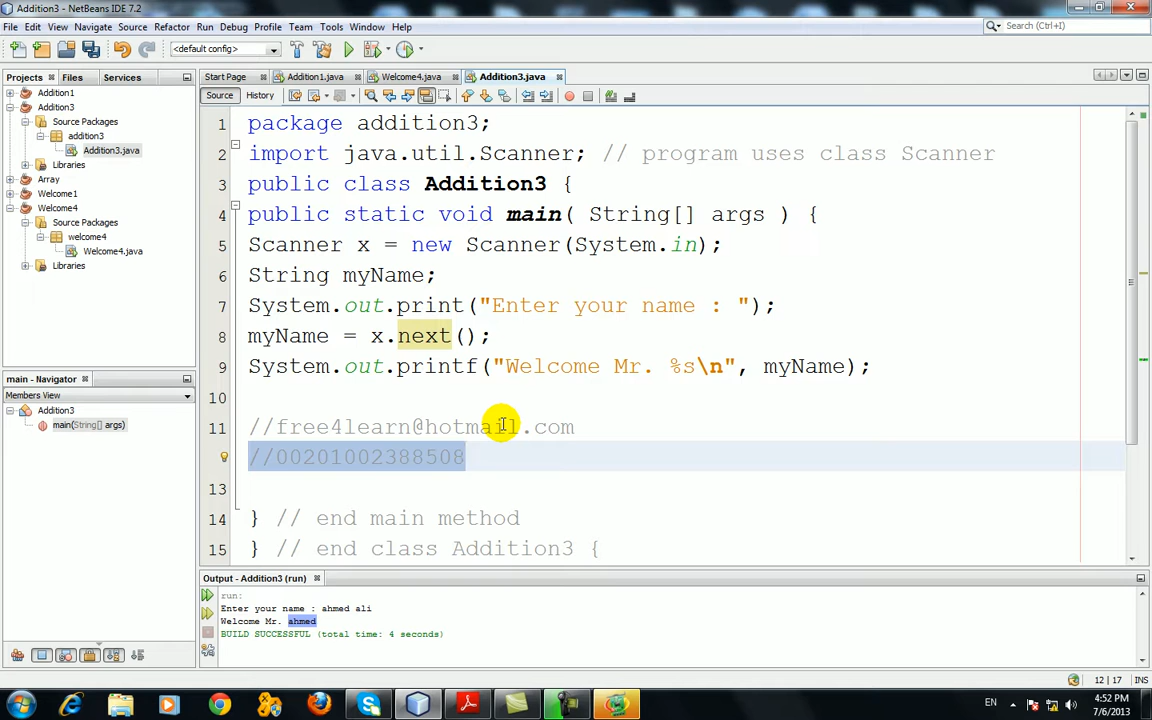 Addition3 - NetBeans IDE 7.2
File Edit View Navigate Source Refactor Run Debug Profile Team Tools Window Help
Search (Ctrl+I)
<default config>
Projects Files Services
Start Page Addition1.java Welcome4.java Addition3.java
Source History
Addition1
Addition3
Source Packages
addition3
Addition3.java
Libraries
Array
Welcome1
Welcome4
Source Packages
welcome4
Welcome4.java
Libraries
main - Navigator
Members View
Addition3
main(String[] args)
1 package addition3;
2 import java.util.Scanner; // program uses class Scanner
3 public class Addition3 {
4 public static void main( String[] args ) {
5 Scanner x = new Scanner(System.in);
6 String myName;
7 System.out.print("Enter your name : ");
8 myName = x.next();
9 System.out.printf("Welcome Mr. %s\n", myName);
10
11 //free4learn@hotmail.com
//00201002388508
13
14 } // end main method
15 } // end class Addition3 {
Output - Addition3 (run)
run:
Enter your name : ahmed ali
Welcome Mr. ahmed
BUILD SUCCESSFUL (total time: 4 seconds)
12 | 17 INS
EN
4:52 PM
7/6/2013